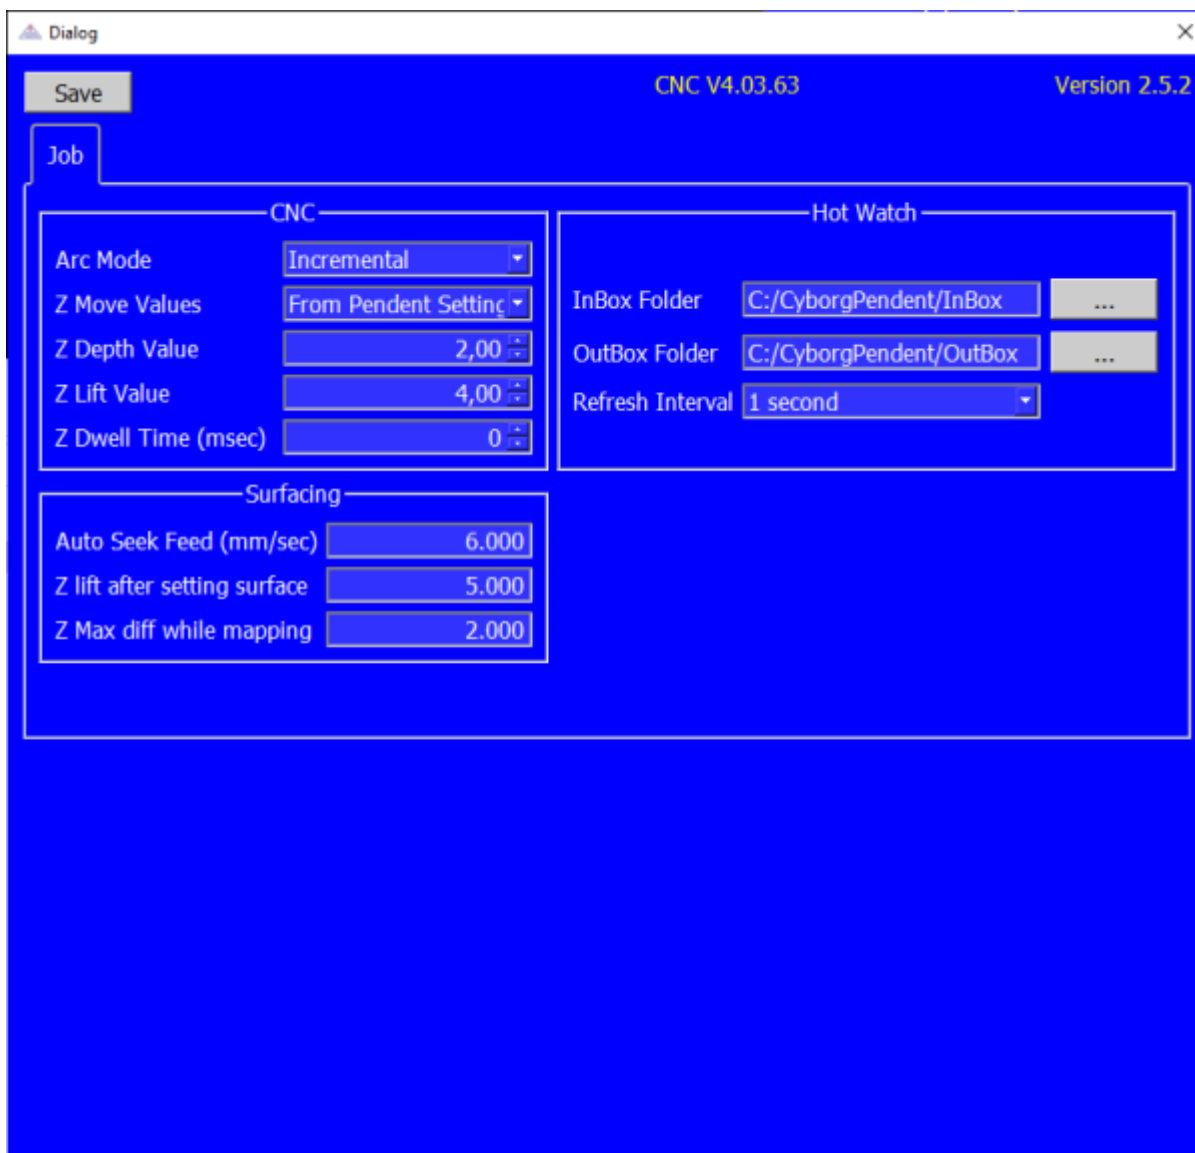 Dialog
Save
CNC V4.03.63
Version 2.5.2
Job
CNC
Arc Mode Incremental
Z Move Values From Pendent Setting
Z Depth Value 2,00
Z Lift Value 4,00
Z Dwell Time (msec) 0
Hot Watch
InBox Folder C:/CyborgPendent/InBox ...
OutBox Folder C:/CyborgPendent/OutBox ...
Refresh Interval 1 second
Surfacing
Auto Seek Feed (mm/sec) 6.000
Z lift after setting surface 5.000
Z Max diff while mapping 2.000